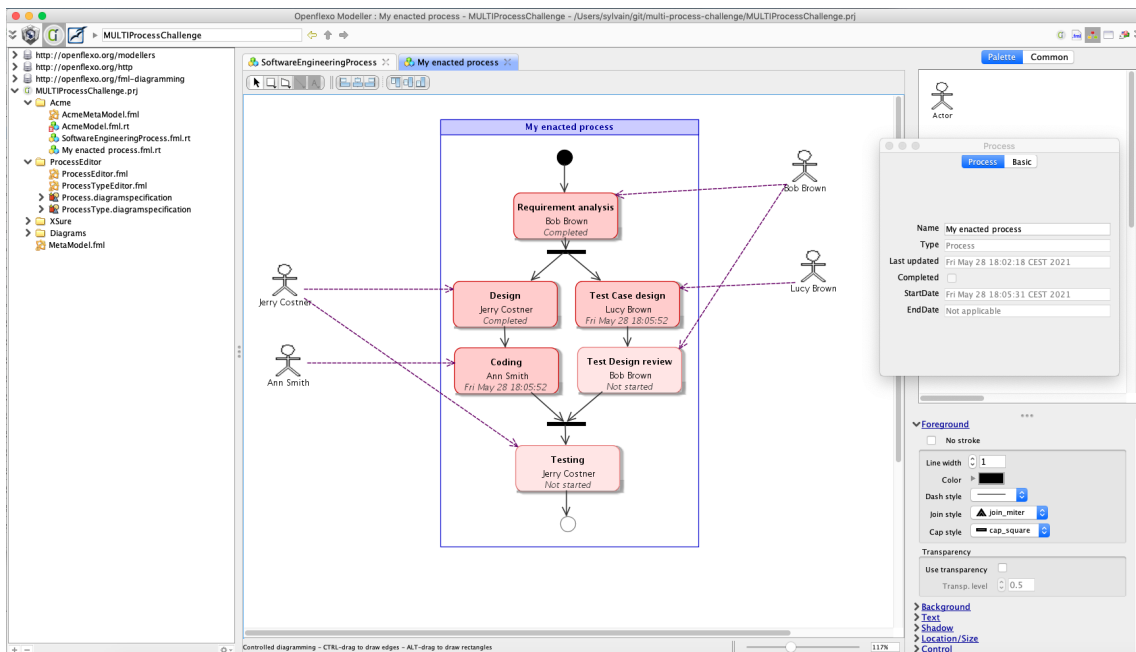 Openflexo Modeller : My enacted process - MULTIProcessChallenge - /Users/sylvain/git/multi-process-challenge/MULTIProcessChallenge.prj
MULTIProcessChallenge
http://openflexo.org/modellers
http://openflexo.org/http
http://openflexo.org/fml-diagramming
MULTIProcessChallenge.prj
Acme
AcmeMetaModel.fml
AcmeModel.fml.rt
SoftwareEngineeringProcess.fml.rt
My enacted process.fml.rt
ProcessEditor
ProcessEditor.fml
ProcessTypeEditor.fml
Process.diagramspecification
ProcessType.diagramspecification
XSure
Diagrams
MetaModel.fml
SoftwareEngineeringProcess
My enacted process
My enacted process
Bob Brown
Requirement analysis
Bob Brown
Completed
Jerry Costner
Lucy Brown
Design
Jerry Costner
Completed
Test Case design
Lucy Brown
Fri May 28 18:05:52
Ann Smith
Coding
Ann Smith
Fri May 28 18:05:52
Test Design review
Bob Brown
Not started
Testing
Jerry Costner
Not started
Controlled diagramming - CTRL-drag to draw edges - ALT-drag to draw rectangles
117%
Palette Common
Actor
Process
Process Basic
Name My enacted process
Type Process
Last updated Fri May 28 18:02:18 CEST 2021
Completed
StartDate Fri May 28 18:05:31 CEST 2021
EndDate Not applicable
Foreground
No stroke
Line width 1
Color
Dash style
Join style join_miter
Cap style cap_square
Transparency
Use transparency
Transp. level 0.5
Background
Text
Shadow
Location/Size
Control